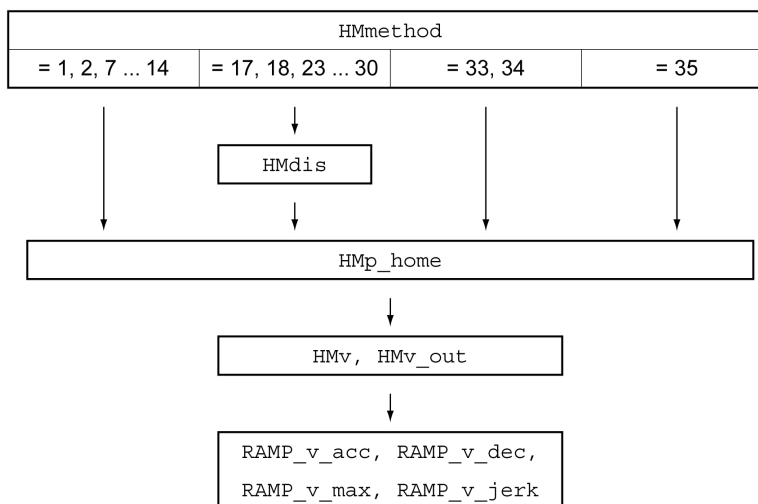 HMmethod
= 1, 2, 7 ... 14 = 17, 18, 23 ... 30 = 33, 34 = 35
HMdis
HMp_home
HMv, HMv_out
RAMP_v_acc, RAMP_v_dec,
RAMP_v_max, RAMP_v_jerk